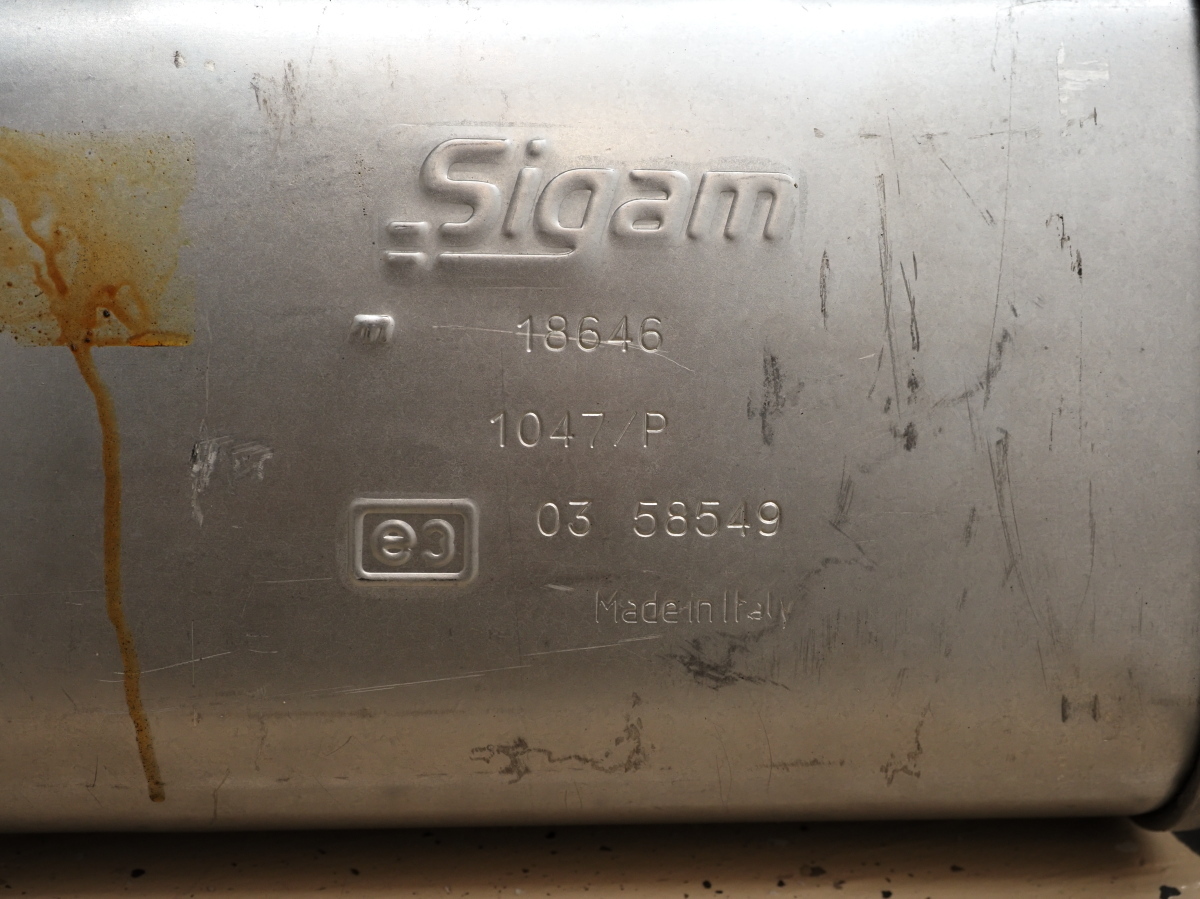 Sigam
m 18646
1047/P
e3 03 58549
Made in Italy